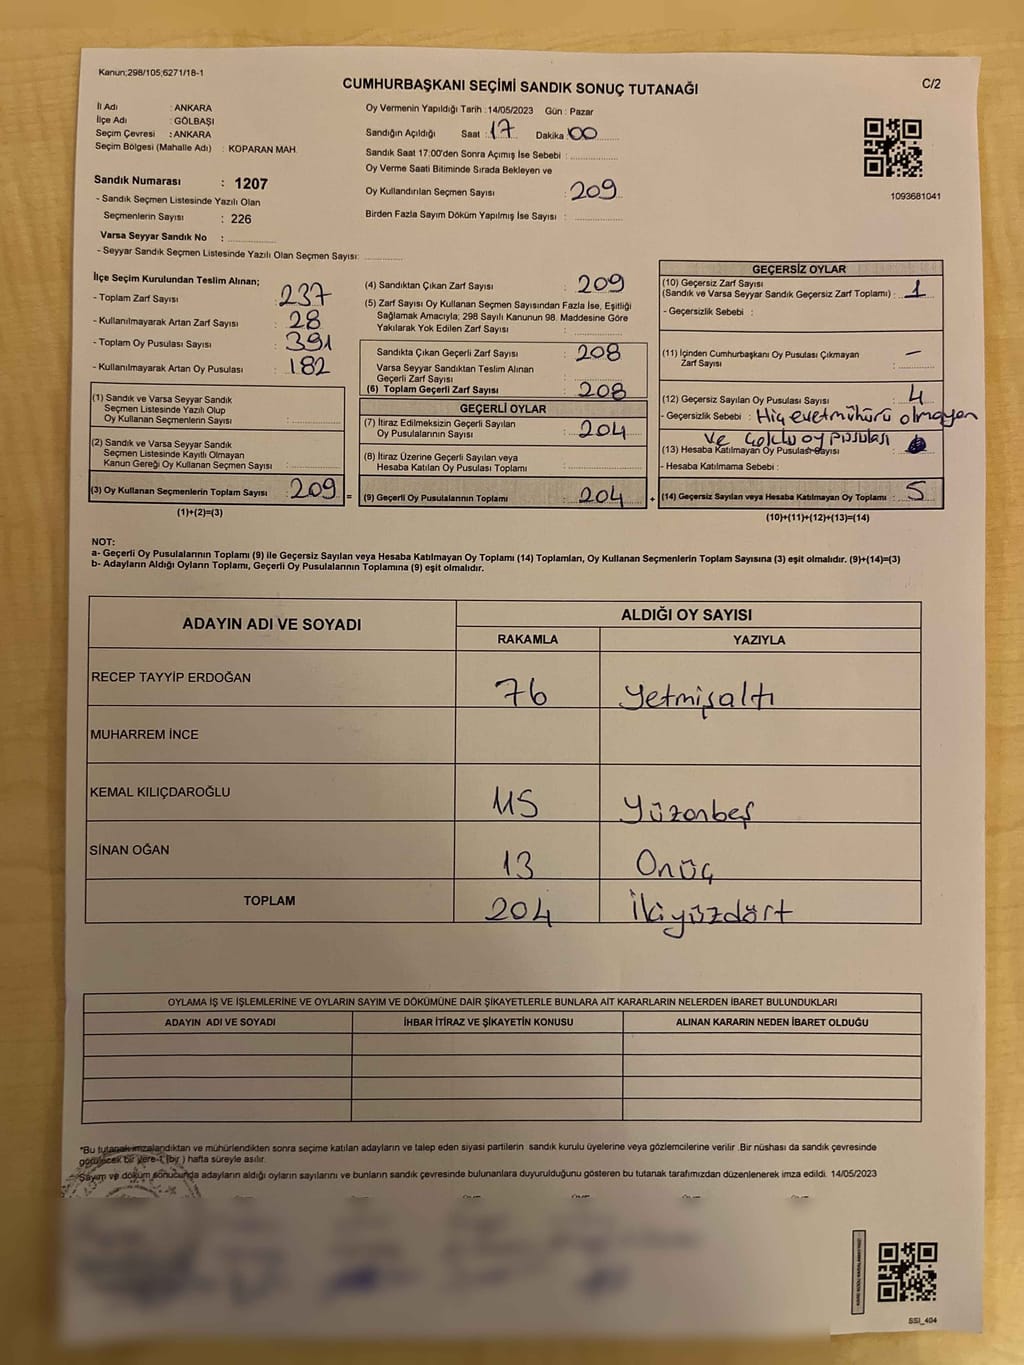 Kanun;298/105;6271/18-1
C/2
CUMHURBAŞKANI SEÇİMİ SANDIK SONUÇ TUTANAĞI
İl Adı : ANKARA
İlçe Adı : GÖLBAŞI
Seçim Çevresi : ANKARA
Seçim Bölgesi (Mahalle Adı) : KOPARAN MAH
Oy Vermenin Yapıldığı Tarih :14/05/2023 Gün : Pazar
Sandığın Açıldığı Saat : 17 Dakika : 00
Sandık Saat 17:00'den Sonra Açımış İse Sebebi :
Oy Verme Saati Bitiminde Sırada Bekleyen ve
Oy Kullandırılan Seçmen Sayısı : 209
Birden Fazla Sayım Döküm Yapılmış İse Sayısı :
1093681041
Sandık Numarası : 1207
- Sandık Seçmen Listesinde Yazılı Olan
Seçmenlerin Sayısı : 226
Varsa Seyyar Sandık No :
- Seyyar Sandık Seçmen Listesinde Yazılı Olan Seçmen Sayısı:
İlçe Seçim Kurulundan Teslim Alınan;
- Toplam Zarf Sayısı : 237
- Kullanılmayarak Artan Zarf Sayısı : 28
- Toplam Oy Pusulası Sayısı : 391
- Kullanılmayarak Artan Oy Pusulası : 182
(1) Sandık ve Varsa Seyyar Sandık
Seçmen Listesinde Yazılı Olup
Oy Kullanan Seçmenlerin Sayısı :
(2) Sandık ve Varsa Seyyar Sandık
Seçmen Listesinde Kayıtlı Olmayan
Kanun Gereği Oy Kullanan Seçmen Sayısı :
(3) Oy Kullanan Seçmenlerin Toplam Sayısı : 209 =
(1)+(2)=(3)
(4) Sandıktan Çıkan Zarf Sayısı : 209
(5) Zarf Sayısı Oy Kullanan Seçmen Sayısından Fazla İse, Eşitliği
Sağlamak Amacıyla; 298 Sayılı Kanunun 98. Maddesine Göre
Yakılarak Yok Edilen Zarf Sayısı :
Sandıkta Çıkan Geçerli Zarf Sayısı : 208
Varsa Seyyar Sandıktan Teslim Alınan
Geçerli Zarf Sayısı :
(6) Toplam Geçerli Zarf Sayısı : 208
GEÇERLİ OYLAR
(7) İtiraz Edilmeksizin Geçerli Sayılan
Oy Pusulalarının Sayısı : 204
(8) İtiraz Üzerine Geçerli Sayılan veya
Hesaba Katılan Oy Pusulası Toplamı :
(9) Geçerli Oy Pusulalarının Toplamı : 204 +
GEÇERSİZ OYLAR
(10) Geçersiz Zarf Sayısı
(Sandık ve Varsa Seyyar Sandık Geçersiz Zarf Toplamı) : 1
- Geçersizlik Sebebi :
(11) İçinden Cumhurbaşkanı Oy Pusulası Çıkmayan
Zarf Sayısı : —
(12) Geçersiz Sayılan Oy Pusulası Sayısı : 4
- Geçersizlik Sebebi : Hiç evetmühürü olmayan
ve çoklu oy pusulası
(13) Hesaba Katılmayan Oy Pusulası Sayısı :
- Hesaba Katılmama Sebebi :
(14) Geçersiz Sayılan veya Hesaba Katılmayan Oy Toplamı : 5
(10)+(11)+(12)+(13)=(14)
NOT:
a- Geçerli Oy Pusulalarının Toplamı (9) ile Geçersiz Sayılan veya Hesaba Katılmayan Oy Toplamı (14) Toplamları, Oy Kullanan Seçmenlerin Toplam Sayısına (3) eşit olmalıdır. (9)+(14)=(3)
b- Adayların Aldığı Oyların Toplamı, Geçerli Oy Pusulalarının Toplamına (9) eşit olmalıdır.
ADAYIN ADI VE SOYADI
ALDIĞI OY SAYISI
RAKAMLA YAZIYLA
RECEP TAYYİP ERDOĞAN 76 Yetmişaltı
MUHARREM İNCE
KEMAL KILIÇDAROĞLU 115 Yüzonbeş
SİNAN OĞAN 13 Onüç
TOPLAM 204 İkiyüzdört
OYLAMA İŞ VE İŞLEMLERİNE VE OYLARIN SAYIM VE DÖKÜMÜNE DAİR ŞİKAYETLERLE BUNLARA AİT KARARLARIN NELERDEN İBARET BULUNDUKLARI
ADAYIN ADI VE SOYADI İHBAR İTİRAZ VE ŞİKAYETİN KONUSU ALINAN KARARIN NEDEN İBARET OLDUĞU
*Bu tutanak imzalandıktan ve mühürlendikten sonra seçime katılan adayların ve talep eden siyasi partilerin sandık kurulu üyelerine veya gözlemcilerine verilir .Bir nüshası da sandık çevresinde
görülecek bir yere 1 (bir ) hafta süreyle asılır.
Sayım ve döküm sonucunda adayların aldığı oyların sayılarını ve bunların sandık çevresinde bulunanlara duyurulduğunu gösteren bu tutanak tarafımızdan düzenlenerek imza edildi. 14/05/2023
SSI_404